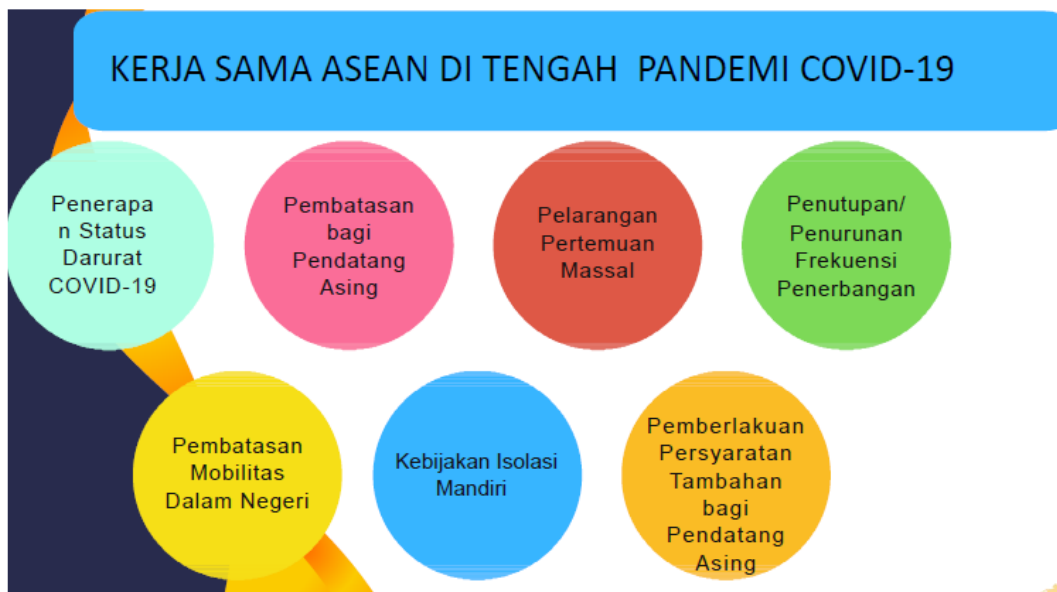 KERJA SAMA ASEAN DI TENGAH PANDEMI COVID-19
Penerapa
n Status
Darurat
COVID-19
Pembatasan
bagi
Pendatang
Asing
Pelarangan
Pertemuan
Massal
Penutupan/
Penurunan
Frekuensi
Penerbangan
Pembatasan
Mobilitas
Dalam Negeri
Kebijakan Isolasi
Mandiri
Pemberlakuan
Persyaratan
Tambahan
bagi
Pendatang
Asing